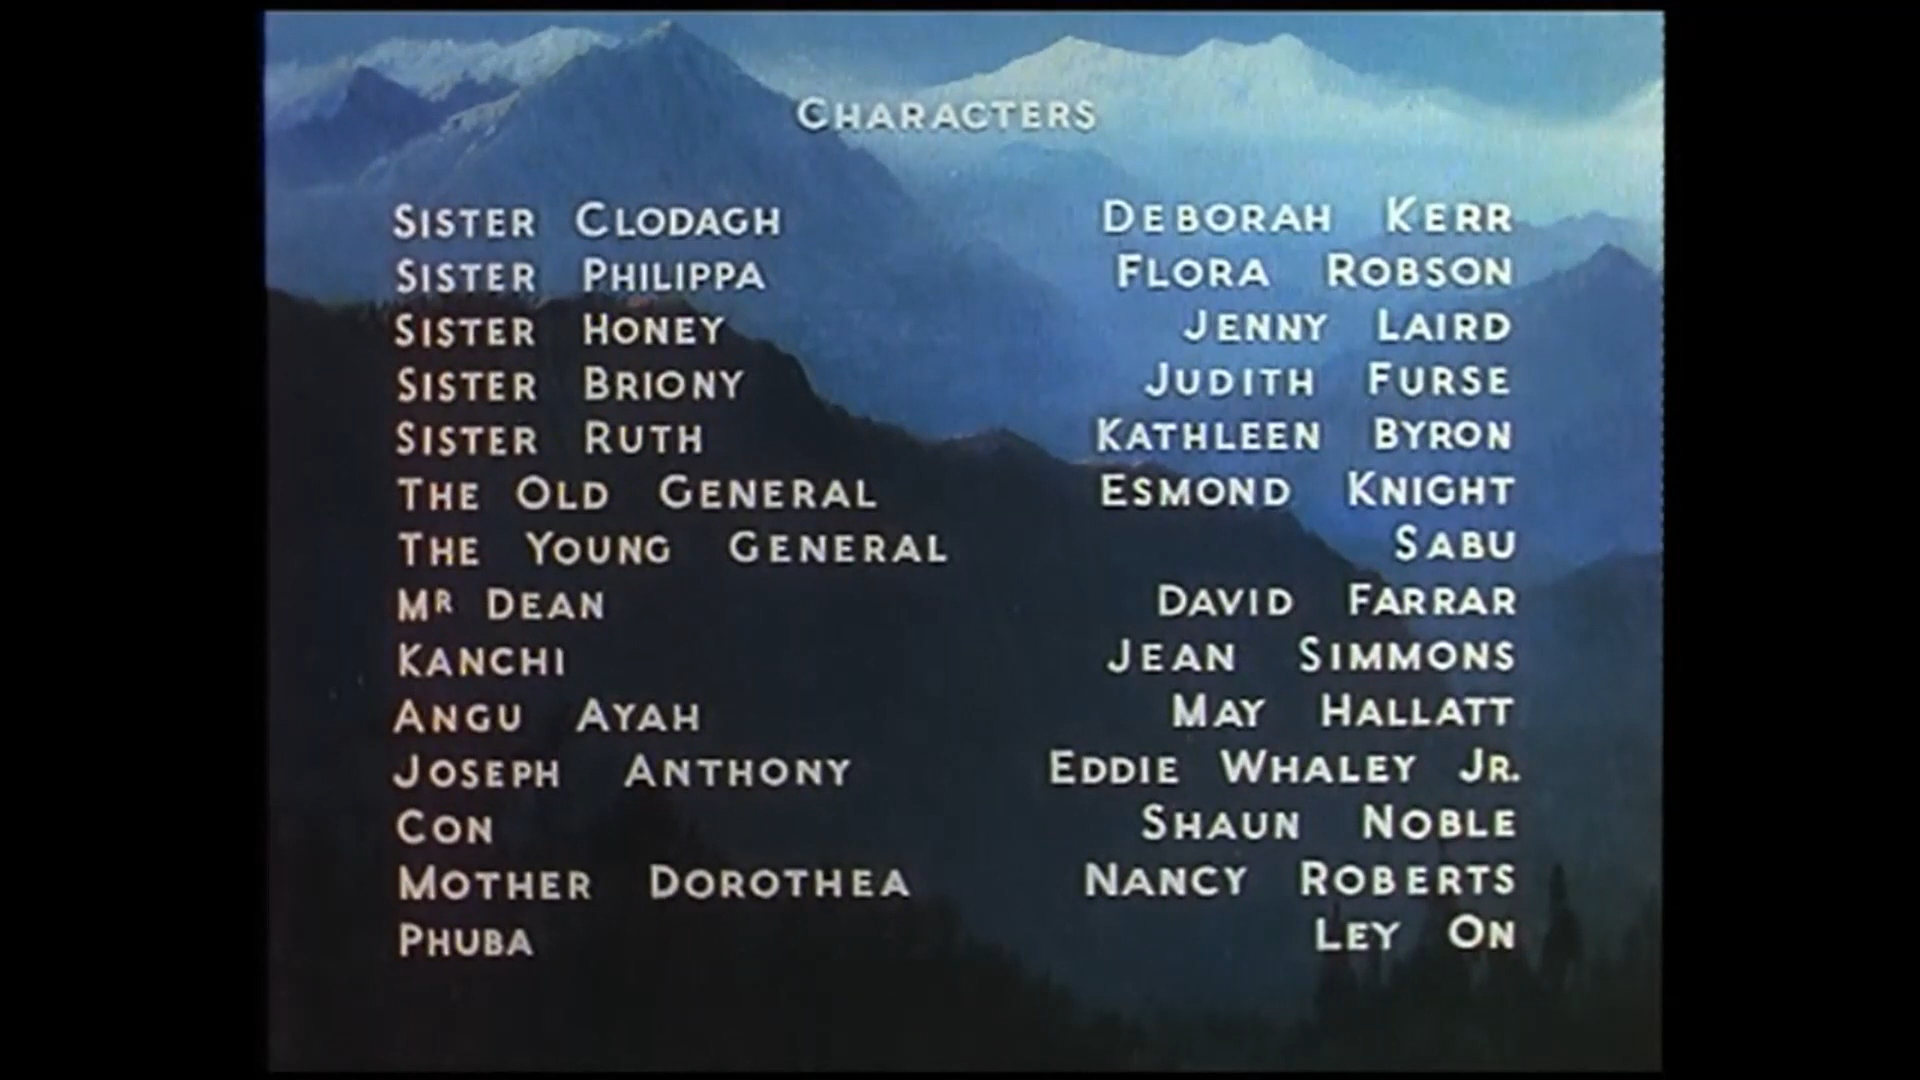 CHARACTERS
SISTER CLODAGH DEBORAH KERR
SISTER PHILIPPA FLORA ROBSON
SISTER HONEY JENNY LAIRD
SISTER BRIONY JUDITH FURSE
SISTER RUTH KATHLEEN BYRON
THE OLD GENERAL ESMOND KNIGHT
THE YOUNG GENERAL SABU
MR DEAN DAVID FARRAR
KANCHI JEAN SIMMONS
ANGU AYAH MAY HALLATT
JOSEPH ANTHONY EDDIE WHALEY JR.
CON SHAUN NOBLE
MOTHER DOROTHEA NANCY ROBERTS
PHUBA LEY ON